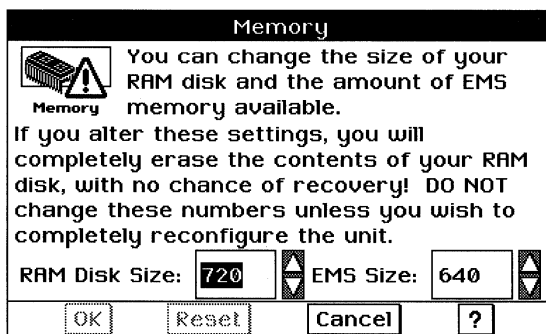 Memory
You can change the size of your
RAM disk and the amount of EMS
Memory memory available.
If you alter these settings, you will
completely erase the contents of your RAM
disk, with no chance of recovery! DO NOT
change these numbers unless you wish to
completely reconfigure the unit.
RAM Disk Size: 720 EMS Size: 640
OK Reset Cancel ?